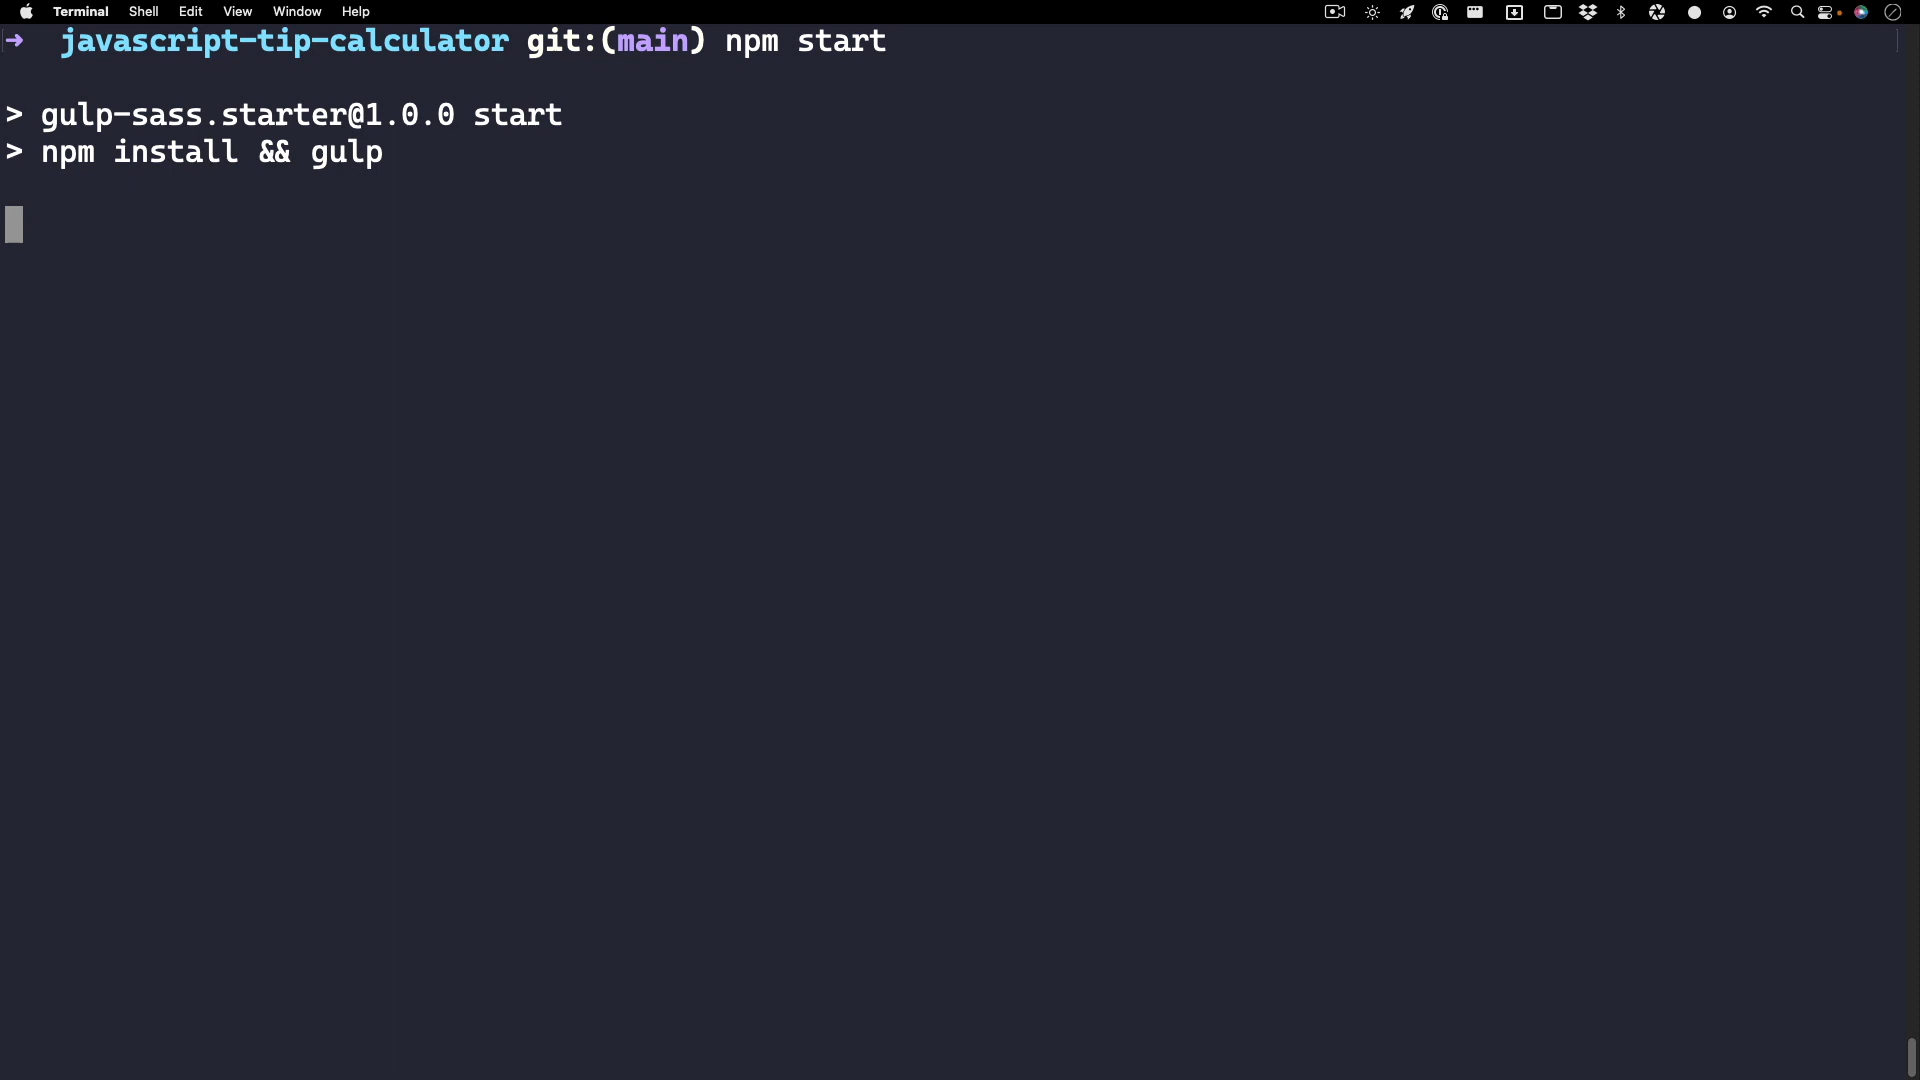 Terminal Shell Edit View Window Help
➜ javascript-tip-calculator git:(main) npm start
> gulp-sass.starter@1.0.0 start
> npm install && gulp